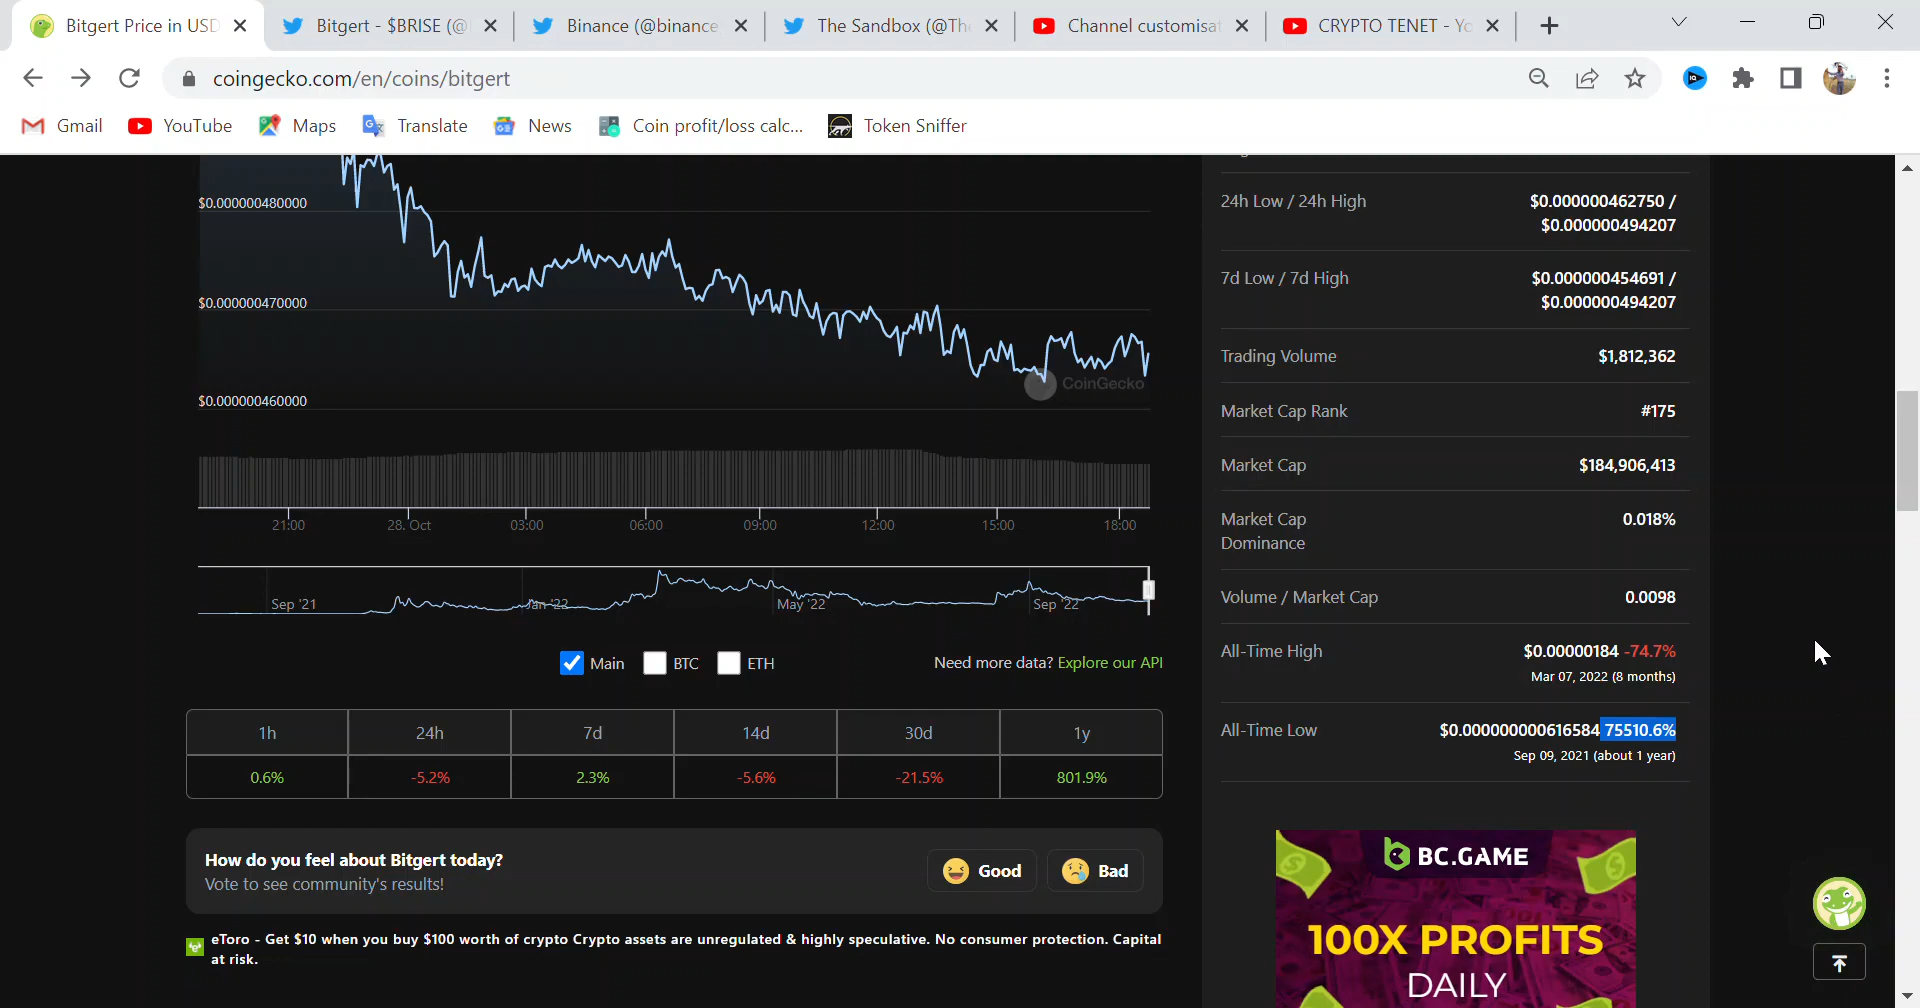 Bitgert Price in USD
Bitgert - $BRISE (@
Binance (@binance
The Sandbox (@Th
Channel customisat
CRYPTO TENET - Yo
coingecko.com/en/coins/bitgert
Gmail
YouTube
Maps
Translate
News
Coin profit/loss calc...
Token Sniffer
$0.000000480000
$0.000000470000
$0.000000460000
CoinGecko
21:00 28. Oct 03:00 06:00 09:00 12:00 15:00 18:00
Sep '21 Jan '22 May '22 Sep '22
Main BTC ETH
Need more data? Explore our API
1h 24h 7d 14d 30d 1y
0.6% -5.2% 2.3% -5.6% -21.5% 801.9%
How do you feel about Bitgert today?
Vote to see community's results!
Good
Bad
eToro - Get $10 when you buy $100 worth of crypto Crypto assets are unregulated & highly speculative. No consumer protection. Capital
at risk.
24h Low / 24h High $0.000000462750 /
$0.000000494207
7d Low / 7d High $0.000000454691 /
$0.000000494207
Trading Volume $1,812,362
Market Cap Rank #175
Market Cap $184,906,413
Market Cap 0.018%
Dominance
Volume / Market Cap 0.0098
All-Time High $0.00000184 -74.7%
Mar 07, 2022 (8 months)
All-Time Low $0.000000000616584 75510.6%
Sep 09, 2021 (about 1 year)
BC.GAME
100X PROFITS
DAILY